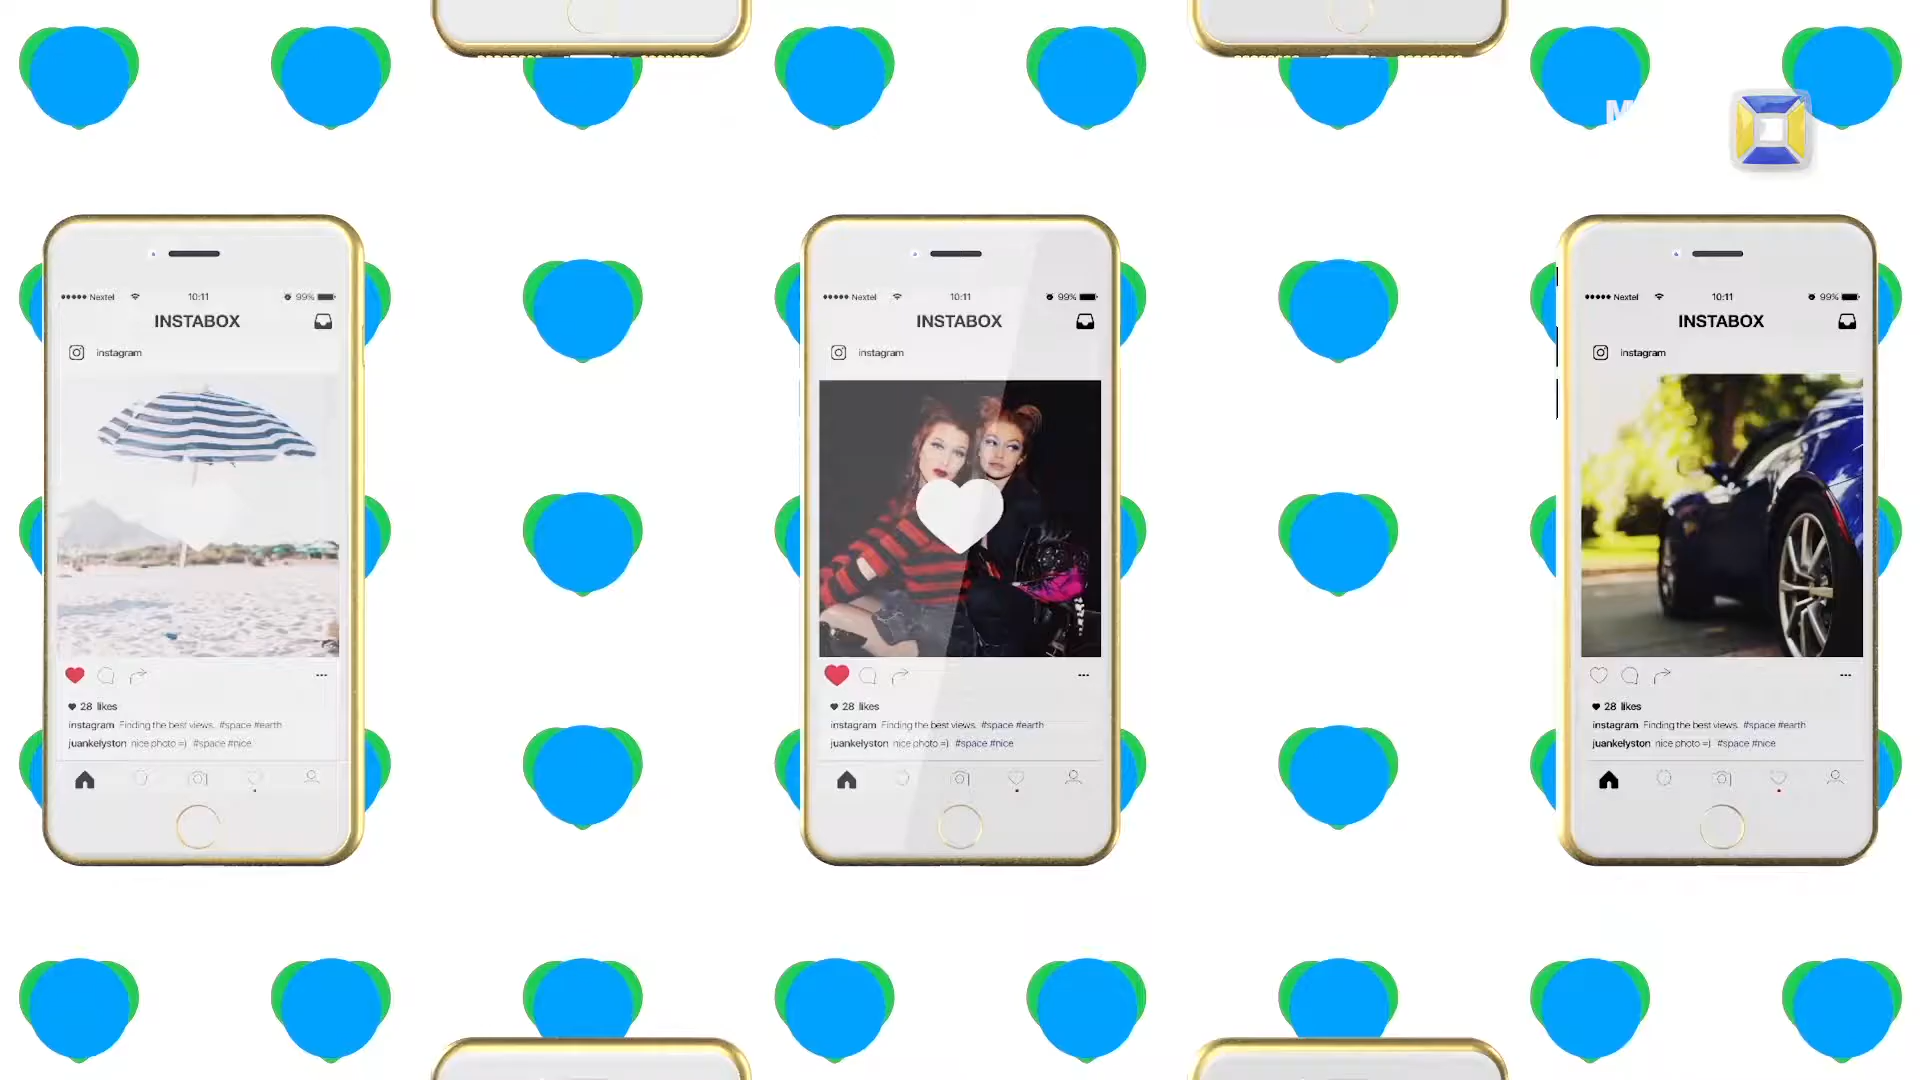 Nextel 10:11 99%
INSTABOX
instagram
28 likes
instagram Finding the best views. #space #earth
juankelyston nice photo =) #space #nice
Nextel 10:11 99%
INSTABOX
instagram
28 likes
instagram Finding the best views. #space #earth
juankelyston nice photo =) #space #nice
Nextel 10:11 99%
INSTABOX
instagram
28 likes
instagram Finding the best views. #space #earth
juankelyston nice photo =) #space #nice